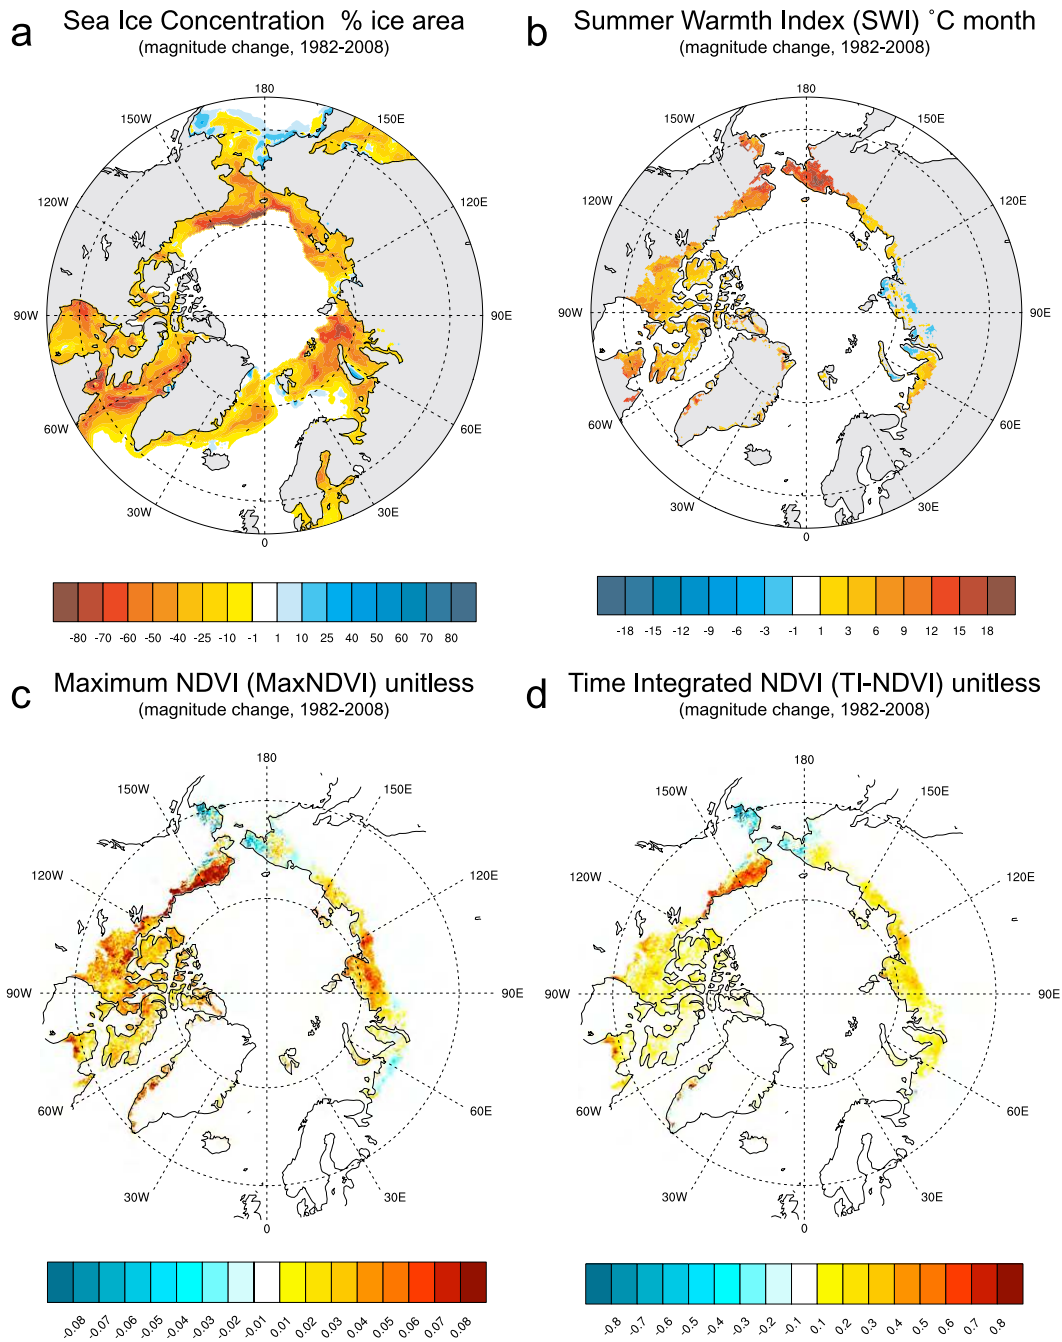 a
Sea Ice Concentration % ice area
(magnitude change, 1982-2008)
180
150W
150E
120W
120E
90W
90E
60W
60E
30W
30E
0
-80 -70 -60 -50 -40 -25 -10 -1 1 10 25 40 60 70 80
b
Summer Warmth Index (SWI) ˚C month
(magnitude change, 1982-2008)
180
150W
150E
120W
120E
90W
90E
60W
60E
30W
30E
0
-18 -15 -12 -9 -6 -3 -1 1 3 6 9 12 15 18
c
Maximum NDVI (MaxNDVI) unitless
(magnitude change, 1982-2008)
180
150W
150E
120W
120E
90W
90E
60W
60E
30W
30E
0
-0.08 -0.07 -0.06 -0.05 -0.04 -0.03 -0.02 -0.01 0.01 0.02 0.03 0.04 0.05 0.06 0.07 0.08
d
Time Integrated NDVI (TI-NDVI) unitless
(magnitude change, 1982-2008)
180
150W
150E
120W
120E
90W
90E
60W
60E
30W
30E
0
-0.8 -0.7 -0.6 -0.5 -0.4 -0.3 -0.2 -0.1 0.1 0.2 0.3 0.4 0.5 0.6 0.7 0.8